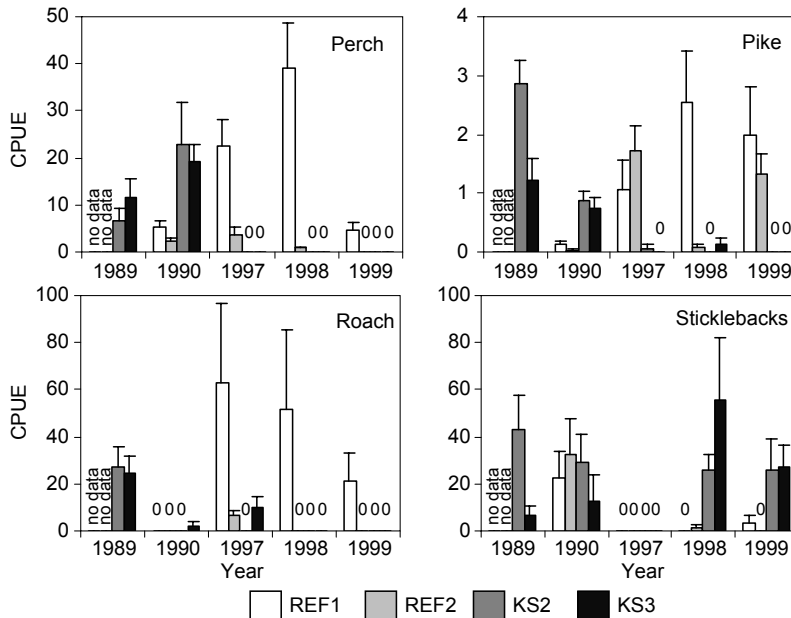 50
40
30
20
10
0
CPUE
Perch
no data
no data
0 0
0 0
0 0 0
1989 1990 1997 1998 1999
4
3
2
1
0
Pike
no data
no data
0
0
0 0
1989 1990 1997 1998 1999
100
80
60
40
20
0
CPUE
Roach
no data
no data
0 0 0
0
0 0 0
0 0 0
1989 1990 1997 1998 1999
Year
100
80
60
40
20
0
Sticklebacks
no data
no data
0 0 0 0
0
0
1989 1990 1997 1998 1999
Year
REF1 REF2 KS2 KS3